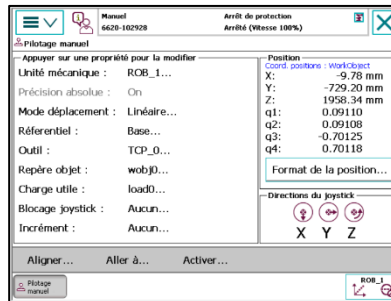 Manuel
6620-102928
Arrêt de protection
Arrêté (Vitesse 100%)
Pilotage manuel
Appuyer sur une propriété pour la modifier
Unité mécanique : ROB_1...
Précision absolue : On
Mode déplacement : Linéaire...
Réferentiel : Base...
Outil : TCP_0...
Repère objet : wobj0...
Charge utile : load0...
Blocage joystick : Aucun...
Incrément : Aucun...
Position
Coord. positions : WorkObject
X: -9.78 mm
Y: -729.20 mm
Z: 1958.34 mm
q1: 0.09110
q2: 0.09108
q3: -0.70125
q4: 0.70118
Format de la position...
Directions du joystick
X Y Z
Aligner... Aller à... Activer...
Pilotage manuel
ROB_1